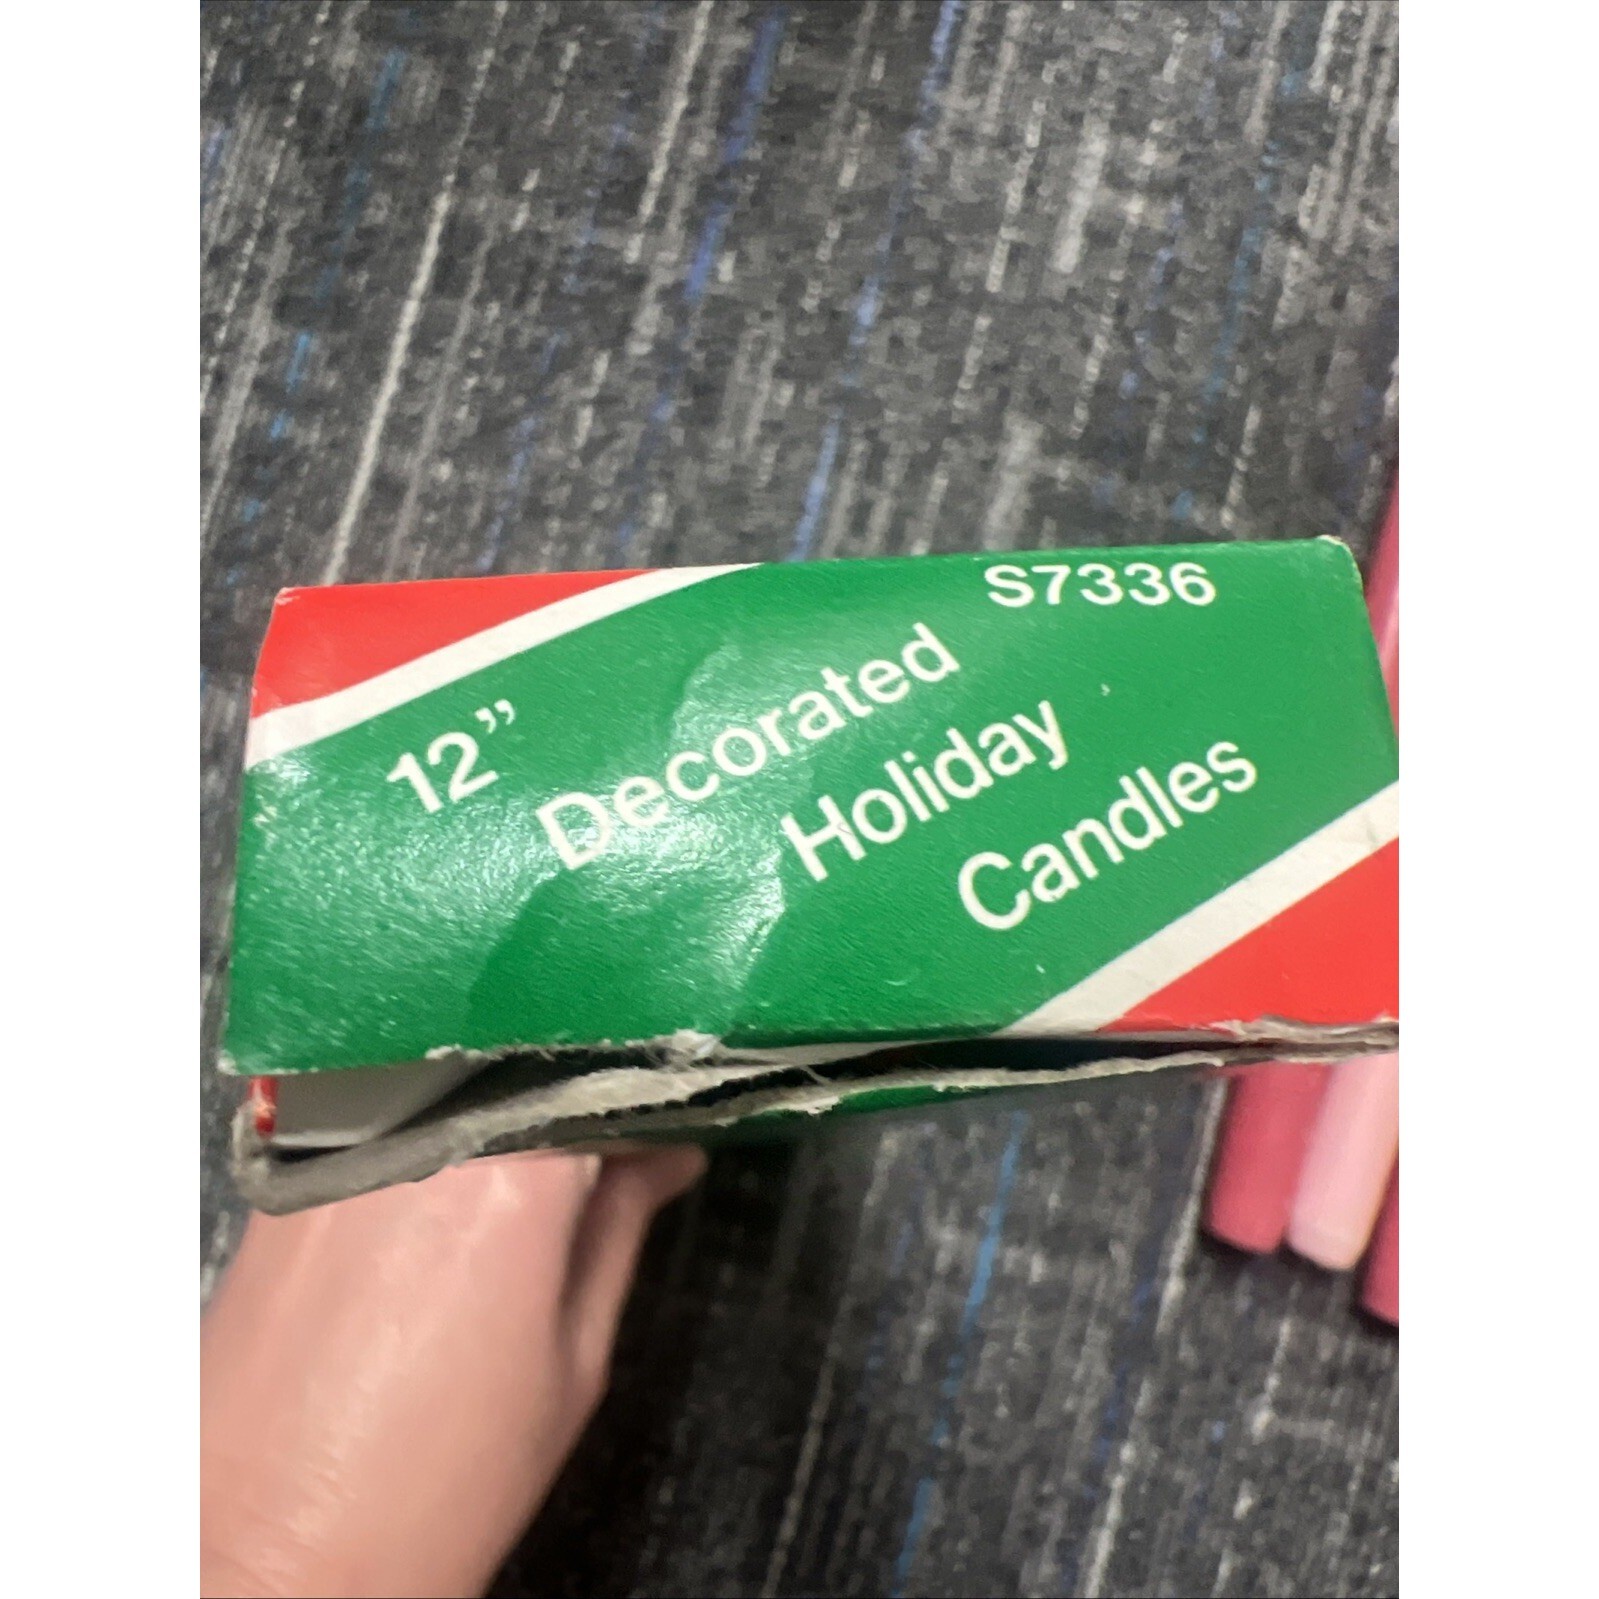 S7336
12”
Decorated
Holiday
Candles